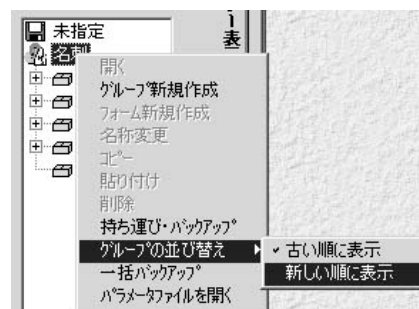 未指定
表
名刺
開く
グループ新規作成
フォーム新規作成
名称変更
コピー
貼り付け
削除
持ち運び・バックアップ
グループの並び替え
古い順に表示
新しい順に表示
一括バックアップ
パラメータファイルを開く